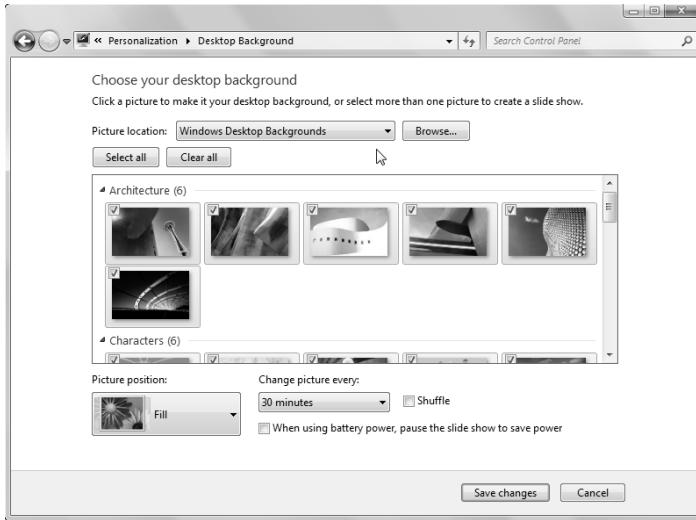 « Personalization ▸ Desktop Background
Search Control Panel
Choose your desktop background
Click a picture to make it your desktop background, or select more than one picture to create a slide show.
Picture location: Windows Desktop Backgrounds Browse...
Select all Clear all
Architecture (6)
Characters (6)
Picture position: Change picture every:
Fill 30 minutes Shuffle
When using battery power, pause the slide show to save power
Save changes Cancel